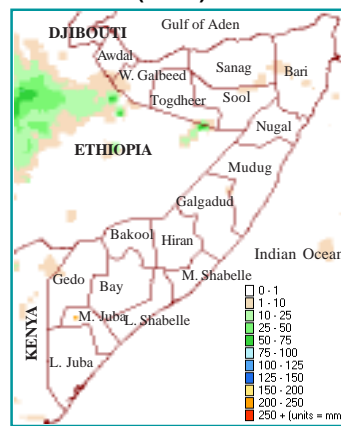 Gulf of Aden
DJIBOUTI
Awdal
W. Galbeed
Sanag
Bari
Togdheer
Sool
Nugal
ETHIOPIA
Mudug
Galgadud
Bakool
Hiran
Indian Ocean
Gedo
Bay
M. Shabelle
M. Juba
L. Shabelle
KENYA
L. Juba
0 - 1
1 - 10
10 - 25
25 - 50
50 - 75
75 - 100
100 - 125
125 - 150
150 - 200
200 - 250
250 + (units = mm